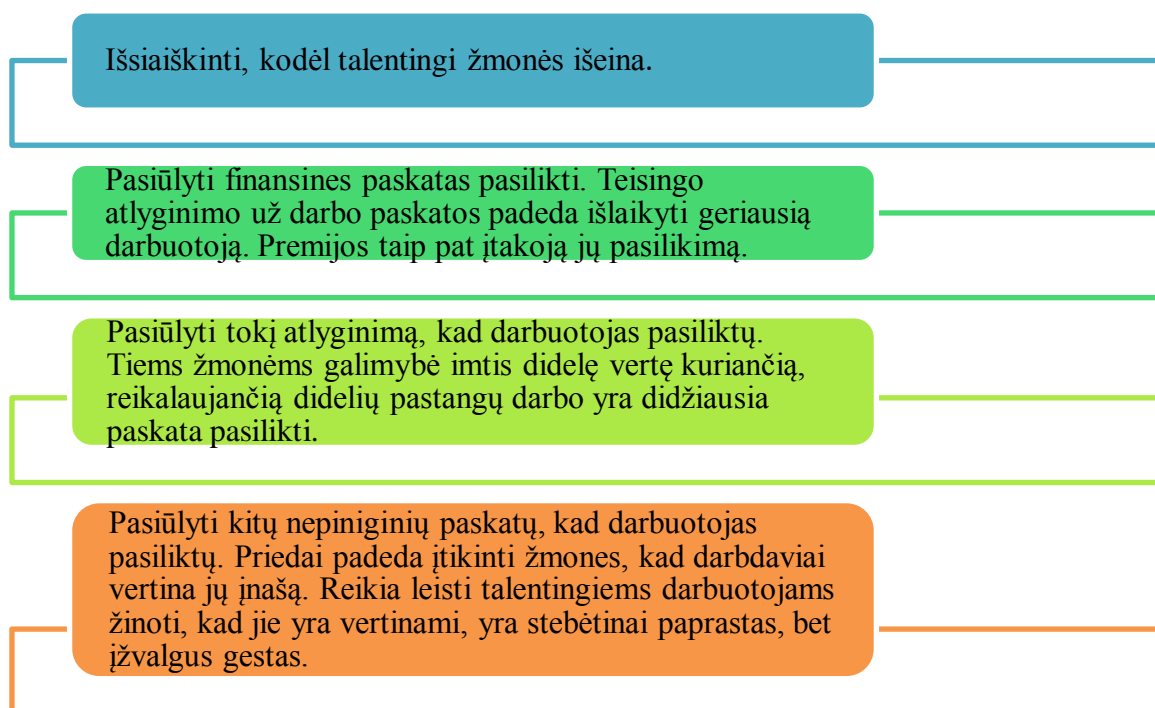 Išsiaiškinti, kodėl talentingi žmonės išeina.
Pasiūlyti finansines paskatas pasilikti. Teisingo
atlyginimo už darbo paskatos padeda išlaikyti geriausią
darbuotoją. Premijos taip pat įtakoją jų pasilikimą.
Pasiūlyti tokį atlyginimą, kad darbuotojas pasiliktų.
Tiems žmonėms galimybė imtis didelę vertę kuriančią,
reikalaujančią didelių pastangų darbo yra didžiausia
paskata pasilikti.
Pasiūlyti kitų nepiniginių paskatų, kad darbuotojas
pasiliktų. Priedai padeda įtikinti žmones, kad darbdaviai
vertina jų įnašą. Reikia leisti talentingiems darbuotojams
žinoti, kad jie yra vertinami, yra stebėtinai paprastas, bet
įžvalgus gestas.